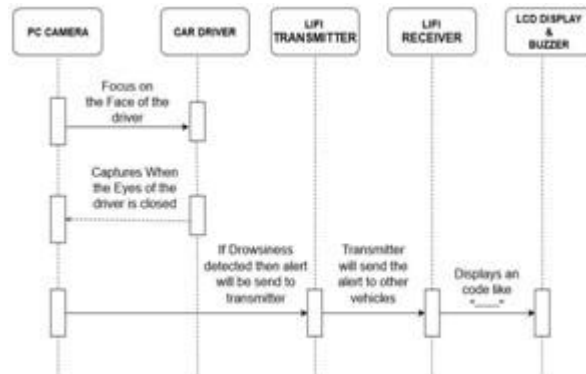 PC CAMERA
CAR DRIVER
LIFI
TRANSMITTER
LIFI
RECEIVER
LCD DISPLAY
&
BUZZER
Focus on
the Face of the
driver
Captures When
the Eyes of the
driver is closed
If Drowsiness
detected then alert
will be send to
transmitter
Transmitter
will send the
alert to other
vehicles
Displays an
code like
"____"